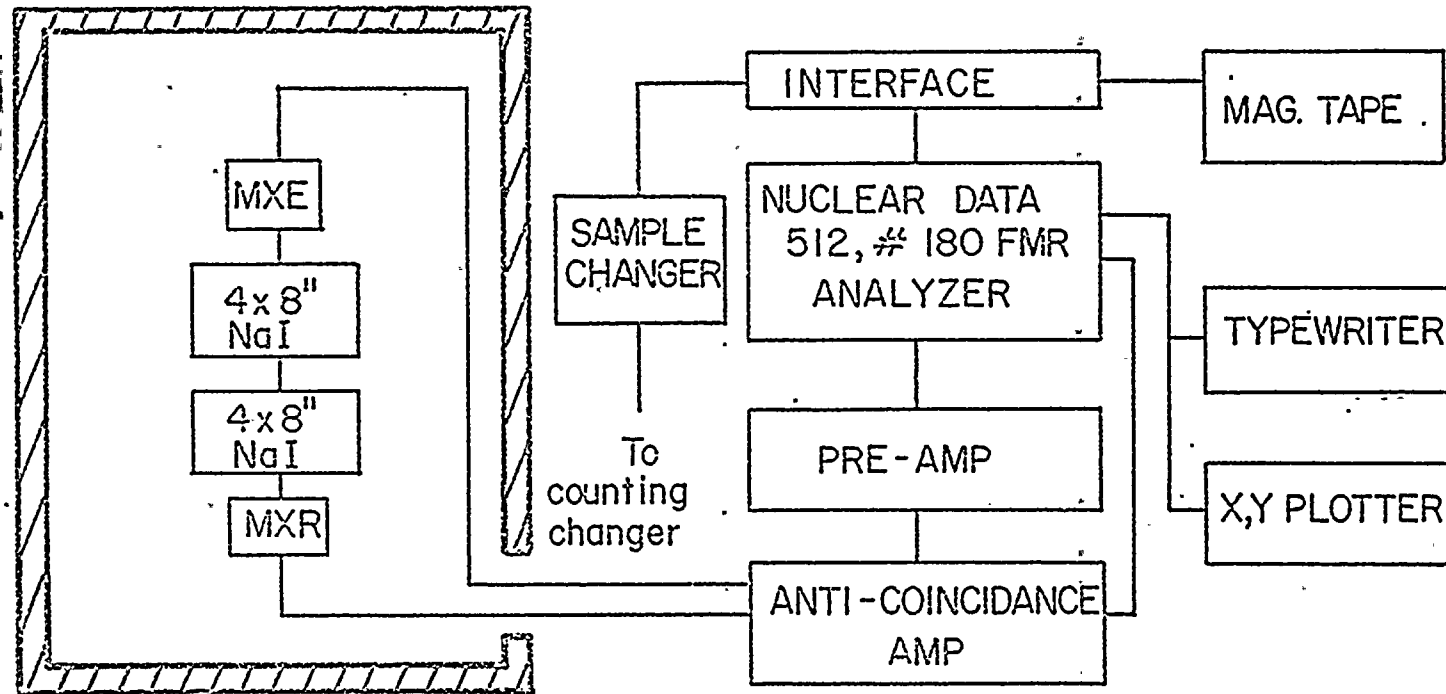 MXE
4x8"
NaI
4x8"
NaI
MXR
SAMPLE
CHANGER
To
counting
changer
INTERFACE
NUCLEAR DATA
512, # 180 FMR
ANALYZER
PRE-AMP
ANTI-COINCIDANCE
AMP
MAG. TAPE
TYPEWRITER
X,Y PLOTTER